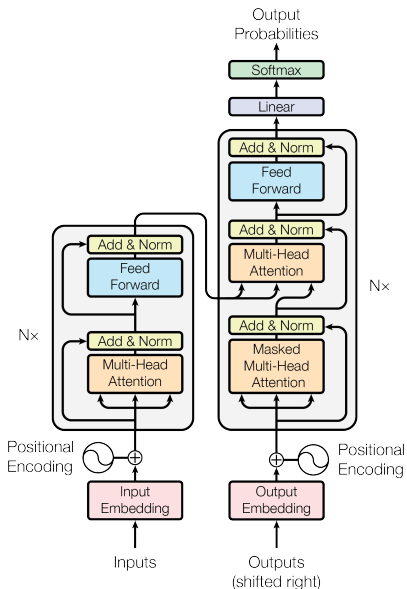 Output
Probabilities
Softmax
Linear
Add & Norm
Feed
Forward
Add & Norm
Multi-Head
Attention
Add & Norm
Masked
Multi-Head
Attention
N×
Add & Norm
Feed
Forward
Add & Norm
Multi-Head
Attention
N×
Positional
Encoding
Input
Embedding
Inputs
Positional
Encoding
Output
Embedding
Outputs
(shifted right)